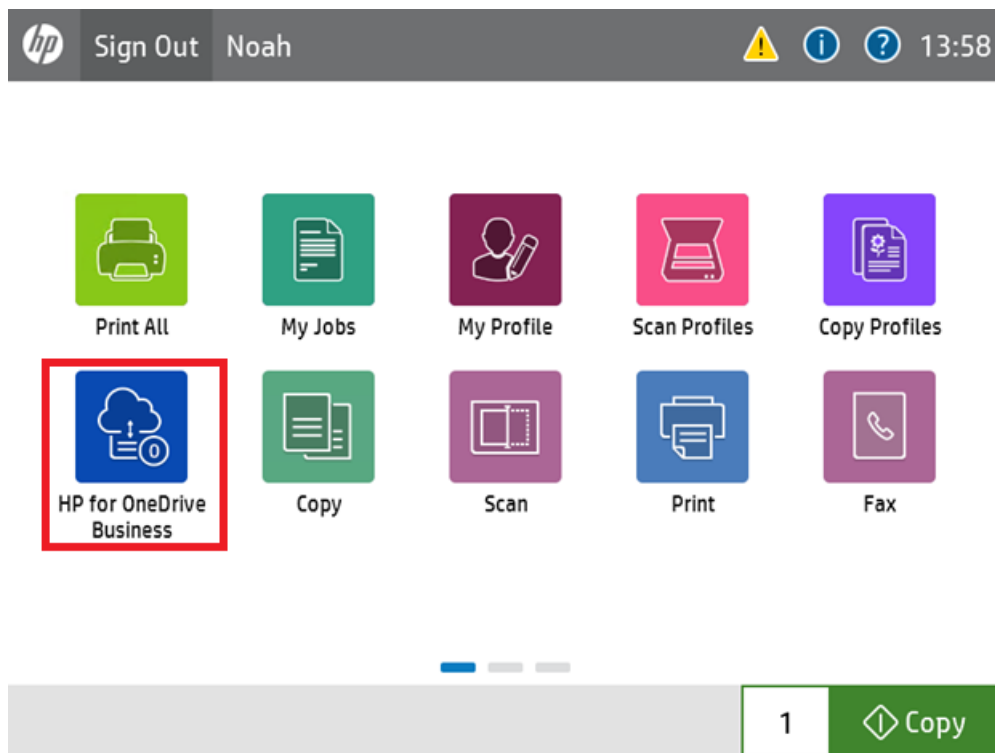 hp Sign Out Noah 13:58
Print All My Jobs My Profile Scan Profiles Copy Profiles
HP for OneDrive Business Copy Scan Print Fax
1 Copy